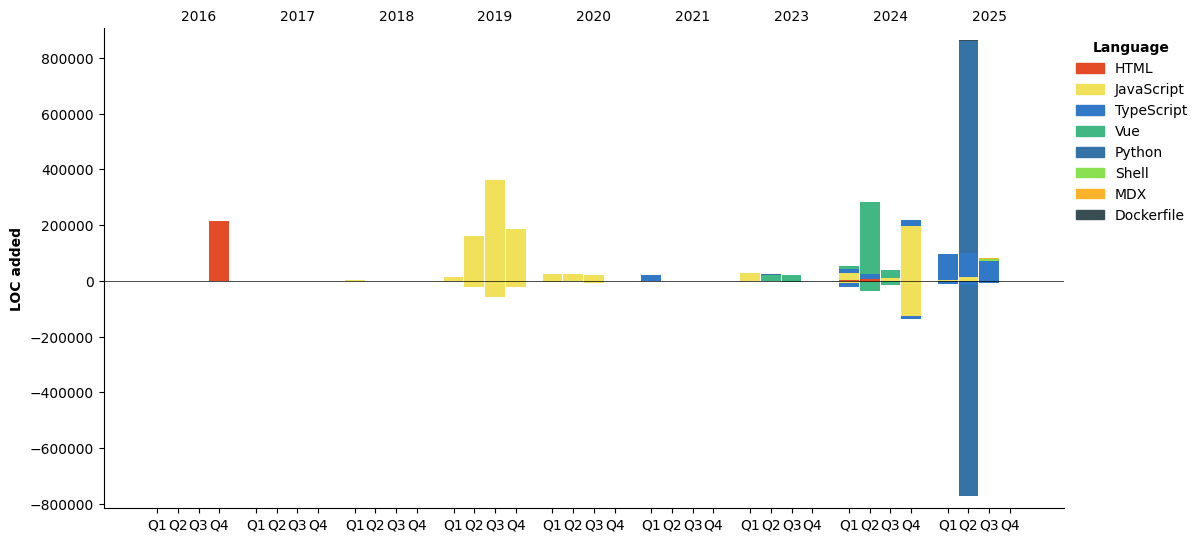 2016 2017 2018 2019 2020 2021 2023 2024 2025
LOC added
800000
600000
400000
200000
0
−200000
−400000
−600000
−800000
Q1 Q2 Q3 Q4 Q1 Q2 Q3 Q4 Q1 Q2 Q3 Q4 Q1 Q2 Q3 Q4 Q1 Q2 Q3 Q4 Q1 Q2 Q3 Q4 Q1 Q2 Q3 Q4 Q1 Q2 Q3 Q4 Q1 Q2 Q3 Q4
Language
HTML
JavaScript
TypeScript
Vue
Python
Shell
MDX
Dockerfile